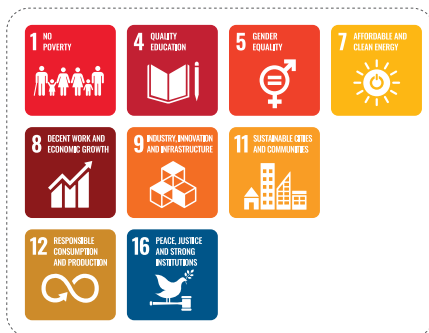 1 NO
POVERTY
4 QUALITY
EDUCATION
5 GENDER
EQUALITY
7 AFFORDABLE AND
CLEAN ENERGY
8 DECENT WORK AND
ECONOMIC GROWTH
9 INDUSTRY, INNOVATION
AND INFRASTRUCTURE
11 SUSTAINABLE CITIES
AND COMMUNITIES
12 RESPONSIBLE
CONSUMPTION
AND PRODUCTION
16 PEACE, JUSTICE
AND STRONG
INSTITUTIONS